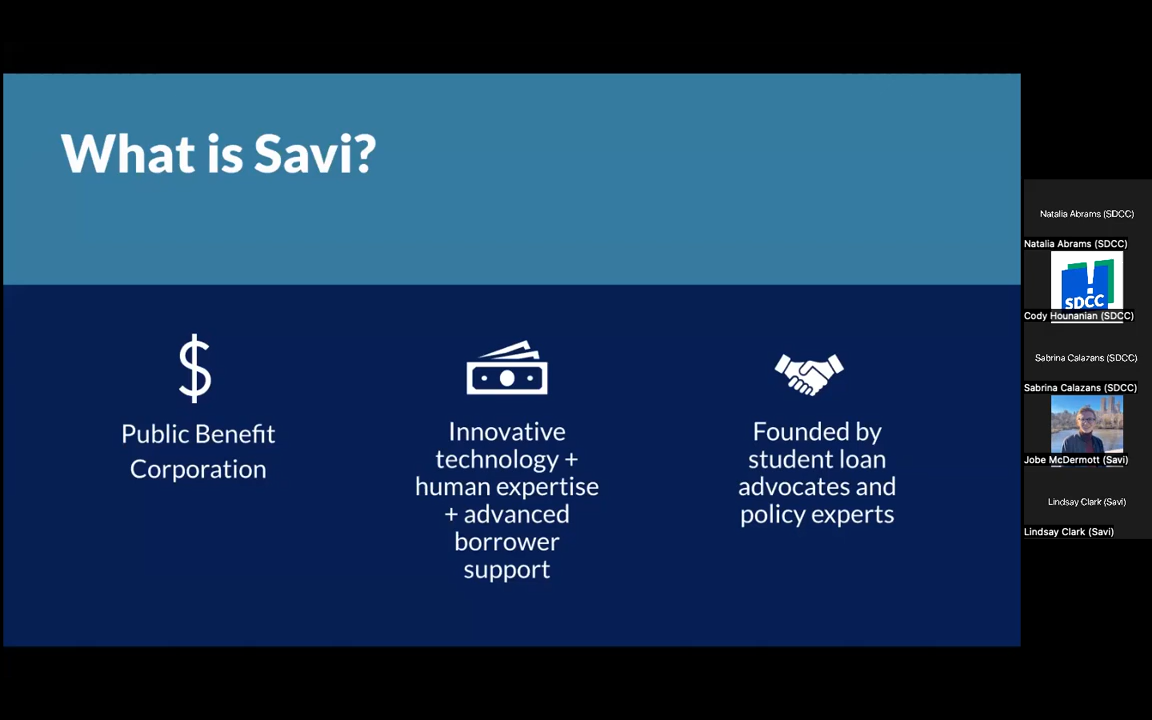 What is Savi?
Public Benefit
Corporation
Innovative
technology +
human expertise
+ advanced
borrower
support
Founded by
student loan
advocates and
policy experts
Natalia Abrams (SDCC)
Natalia Abrams (SDCC)
SDCC
Cody Hounanian (SDCC)
Sabrina Calazans (SDCC)
Sabrina Calazans (SDCC)
Jobe McDermott (Savi)
Lindsay Clark (Savi)
Lindsay Clark (Savi)